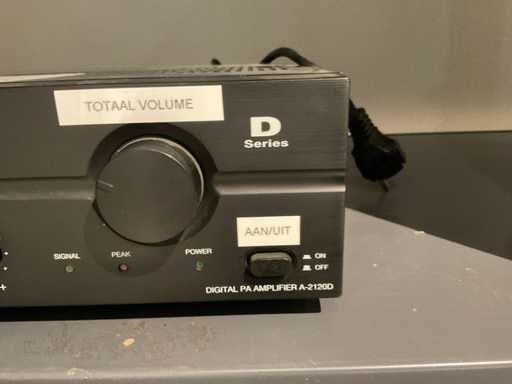 TOTAAL VOLUME
D
Series
AAN/UIT
SIGNAL
PEAK
POWER
ON
OFF
DIGITAL PA AMPLIFIER A-2120D
+